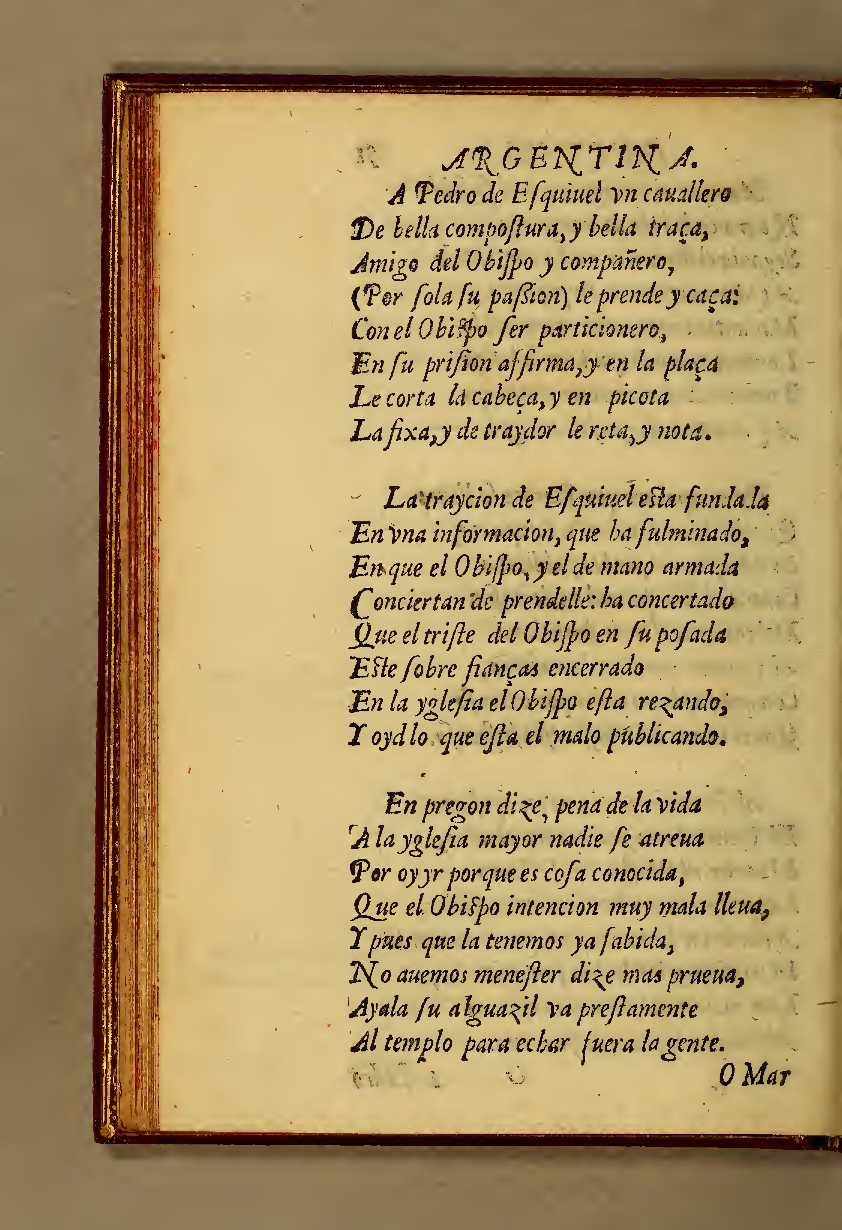 ARGENTINA.
A Pedro de Eſquiuel vn cauallero
De bella compoſtura, y bella traça,
Amigo del Obiſpo y compañero,
(Por ſola ſu paſsion) le prende y caça:
Con el Obiſpo ſer particionero,
En ſu priſion affirma, y en la plaça
Le corta la cabeça, y en picota
La fixa, y de traydor le reta, y nota.
La traycion de Eſquiuel eſta fundada
En vna informacion, que ha fulminado,
En que el Obiſpo, y el de mano armada
Conciertan de prendelle: ha concertado
Que el triſte del Obiſpo en ſu poſada
Eſte ſobre fianças encerrado
En la ygleſia el Obiſpo eſta rezando,
Y oyd lo que eſta el malo publicando.
En pregon dize, pena de la vida
A la ygleſia mayor nadie ſe atreua
Por oyyr porque es coſa conocida,
Que el Obiſpo intencion muy mala lleua,
Y pues que la tenemos ya ſabida,
No auemos meneſter dize mas prueua,
Ayala ſu alguazil va preſtamente
Al templo para echar fuera la gente.
O Mar